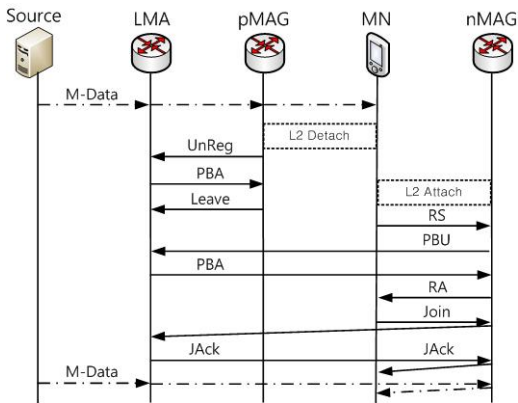 Source
LMA
pMAG
MN
nMAG
M-Data
L2 Detach
UnReg
PBA
L2 Attach
Leave
RS
PBU
PBA
RA
Join
JAck
JAck
M-Data